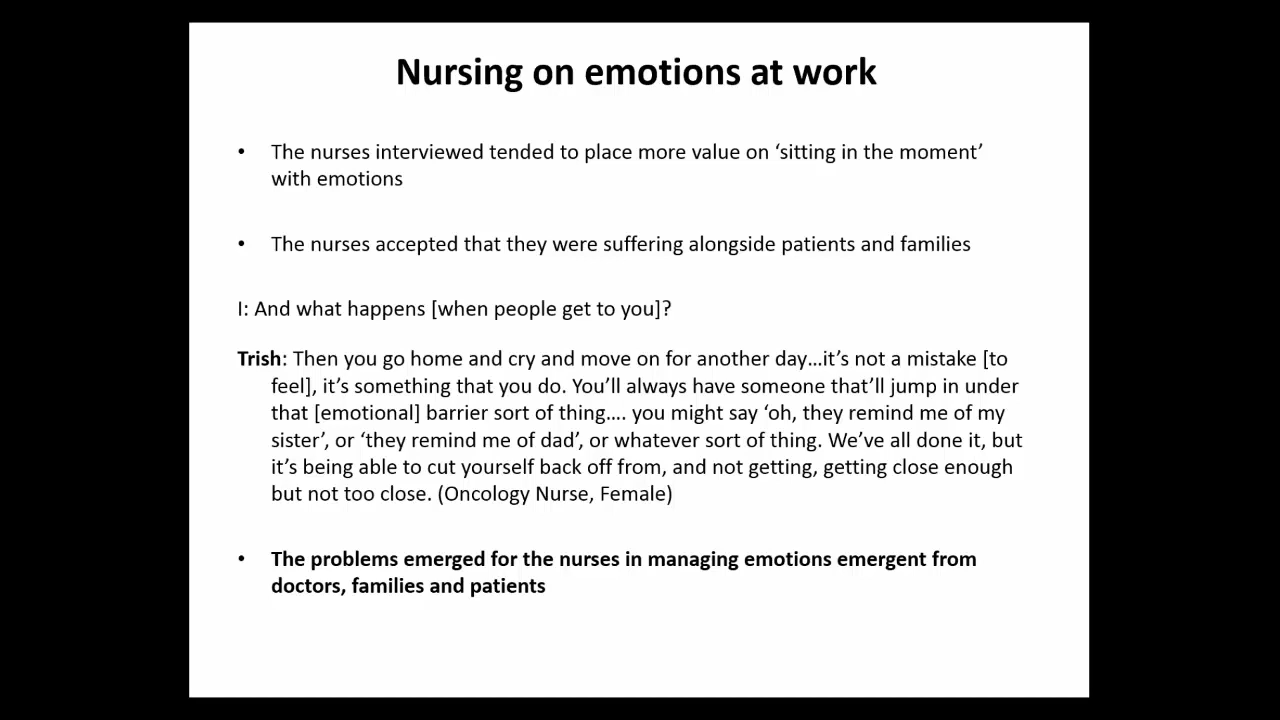 Nursing on emotions at work
• The nurses interviewed tended to place more value on ‘sitting in the moment’
with emotions
• The nurses accepted that they were suffering alongside patients and families
I: And what happens [when people get to you]?
Trish: Then you go home and cry and move on for another day…it’s not a mistake [to
feel], it’s something that you do. You’ll always have someone that’ll jump in under
that [emotional] barrier sort of thing…. you might say ‘oh, they remind me of my
sister’, or ‘they remind me of dad’, or whatever sort of thing. We’ve all done it, but
it’s being able to cut yourself back off from, and not getting, getting close enough
but not too close. (Oncology Nurse, Female)
• The problems emerged for the nurses in managing emotions emergent from
doctors, families and patients